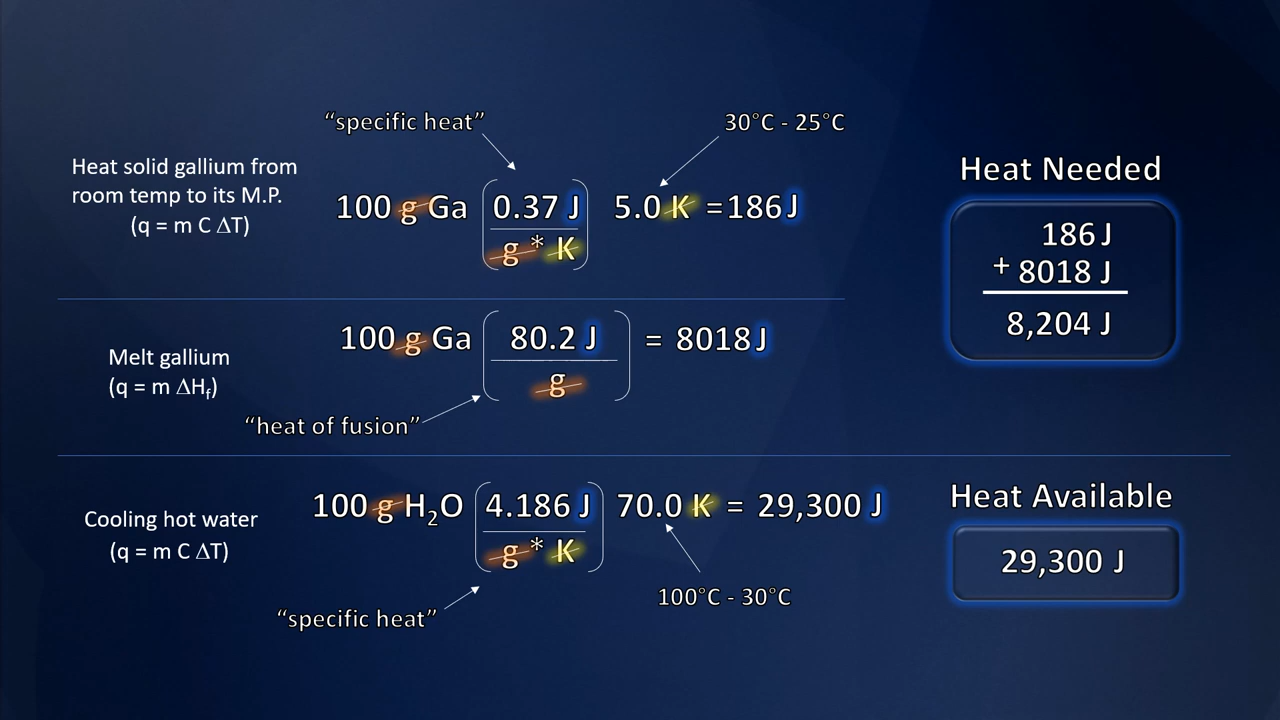 "specific heat"
30°C - 25°C
Heat solid gallium from
room temp to its M.P.
(q = m C ΔT)
100 g Ga (0.37 J / g * K) 5.0 K = 186 J
Melt gallium
(q = m ΔHf)
100 g Ga (80.2 J / g) = 8018 J
"heat of fusion"
Cooling hot water
(q = m C ΔT)
100 g H₂O (4.186 J / g * K) 70.0 K = 29,300 J
100°C - 30°C
"specific heat"
Heat Needed
186 J
+ 8018 J
8,204 J
Heat Available
29,300 J